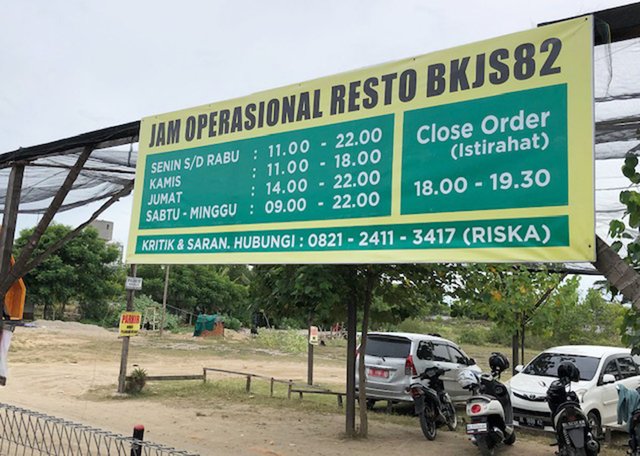 JAM OPERASIONAL RESTO BKJS82
SENIN S/D RABU : 11.00 - 22.00
KAMIS : 11.00 - 18.00
JUMAT : 14.00 - 22.00
SABTU - MINGGU : 09.00 - 22.00
Close Order
(Istirahat)
18.00 - 19.30
KRITIK & SARAN. HUBUNGI : 0821 - 2411 - 3417 (RISKA)
PARKIR
PARKIR